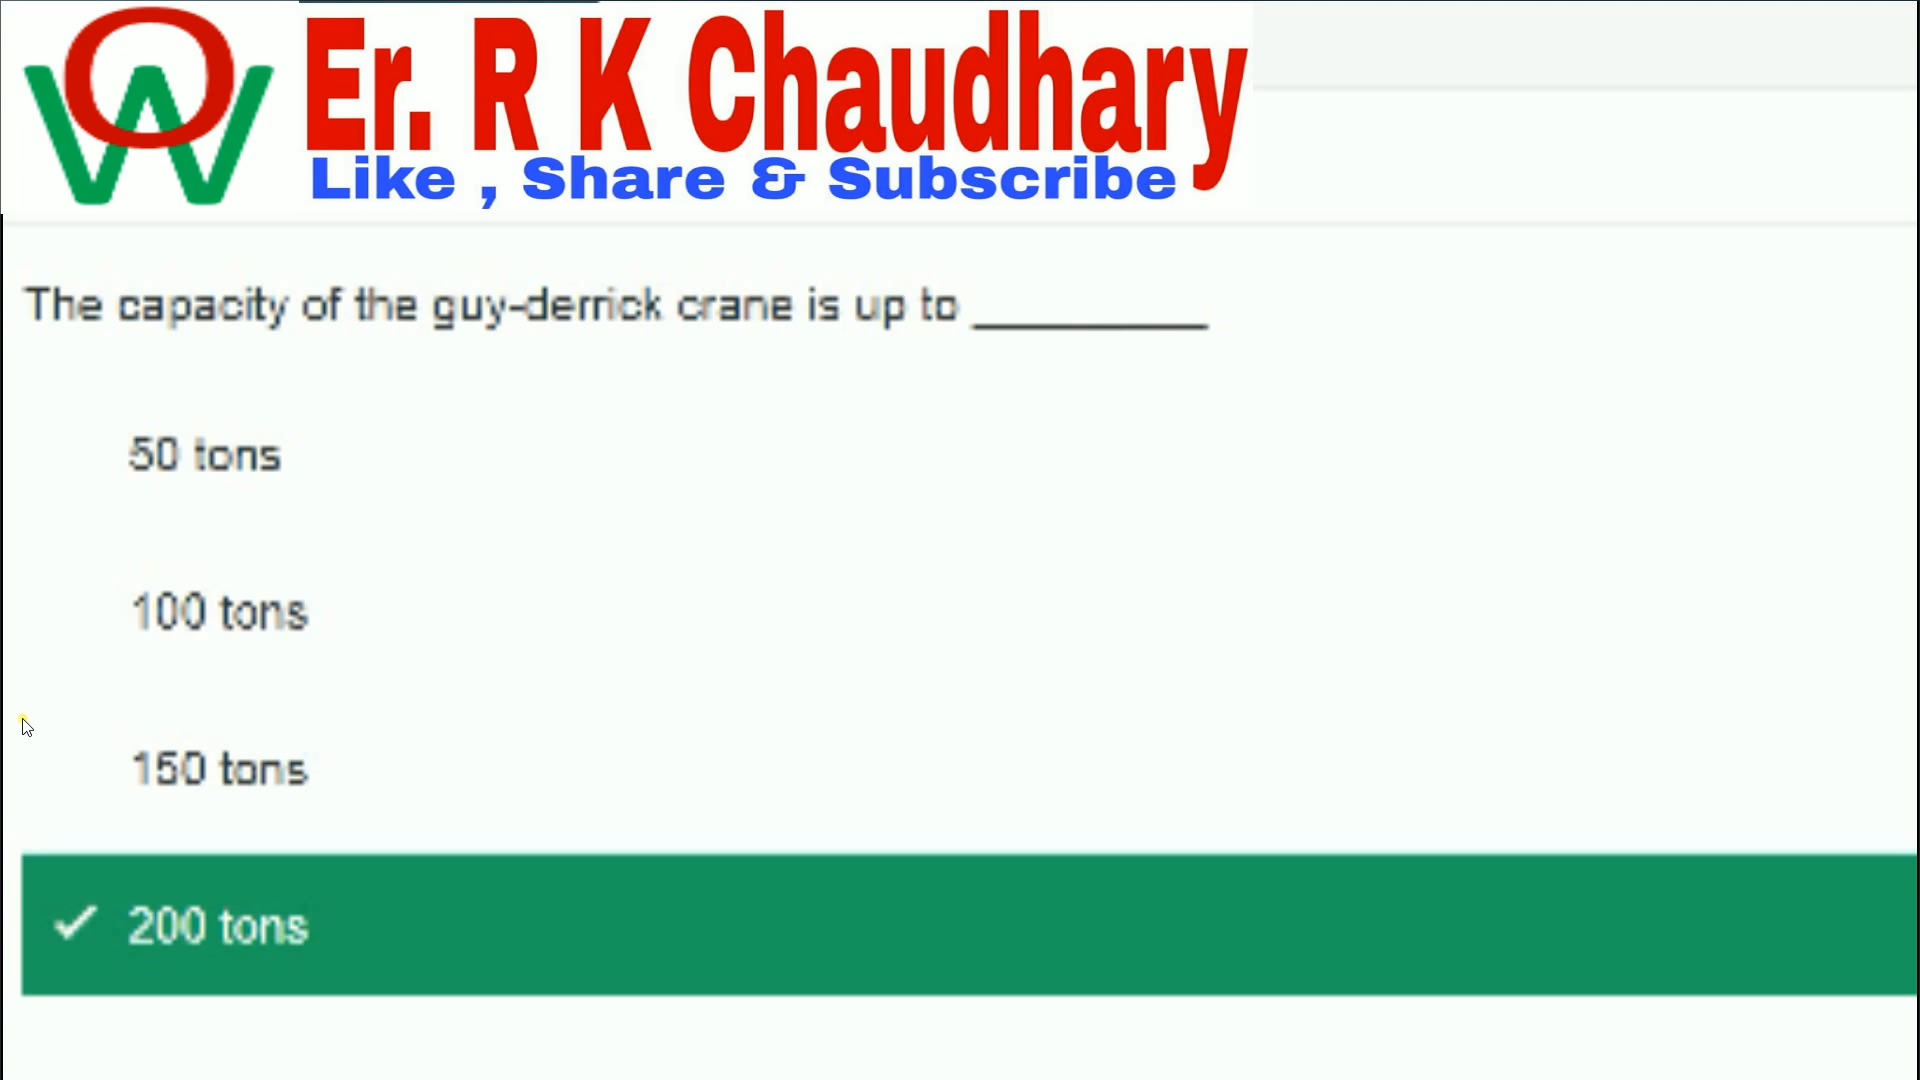 OW
Er. R K Chaudhary
Like , Share & Subscribe
The capacity of the guy-derrick crane is up to __________
50 tons
100 tons
150 tons
✓ 200 tons